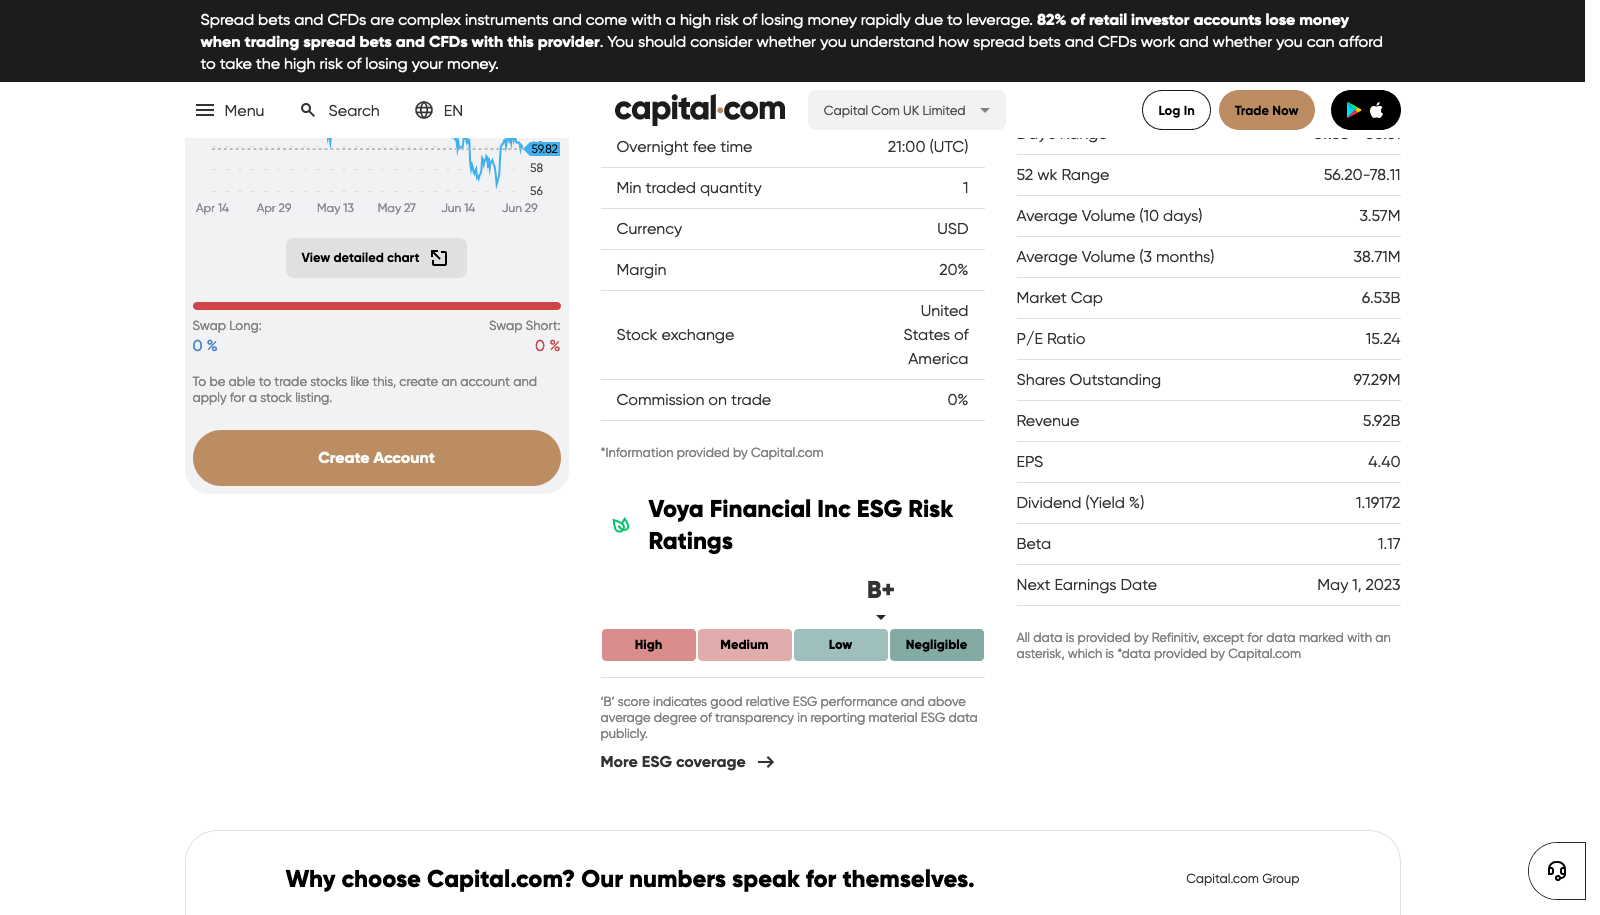 Spread bets and CFDs are complex instruments and come with a high risk of losing money rapidly due to leverage. 82% of retail investor accounts lose money
when trading spread bets and CFDs with this provider. You should consider whether you understand how spread bets and CFDs work and whether you can afford
to take the high risk of losing your money.
Menu
Search
EN
capital.com
Capital Com UK Limited
Log In
Trade Now
59.82
58
56
Apr 14
Apr 29
May 13
May 27
Jun 14
Jun 29
View detailed chart
Swap Long:
Swap Short:
0 %
0 %
To be able to trade stocks like this, create an account and
apply for a stock listing.
Create Account
Overnight fee time
21:00 (UTC)
Min traded quantity
1
Currency
USD
Margin
20%
Stock exchange
United
States of
America
Commission on trade
0%
*Information provided by Capital.com
Voya Financial Inc ESG Risk
Ratings
B+
High
Medium
Low
Negligible
'B' score indicates good relative ESG performance and above
average degree of transparency in reporting material ESG data
publicly.
More ESG coverage
52 wk Range
56.20-78.11
Average Volume (10 days)
3.57M
Average Volume (3 months)
38.71M
Market Cap
6.53B
P/E Ratio
15.24
Shares Outstanding
97.29M
Revenue
5.92B
EPS
4.40
Dividend (Yield %)
1.19172
Beta
1.17
Next Earnings Date
May 1, 2023
All data is provided by Refinitiv, except for data marked with an
asterisk, which is *data provided by Capital.com
Why choose Capital.com? Our numbers speak for themselves.
Capital.com Group